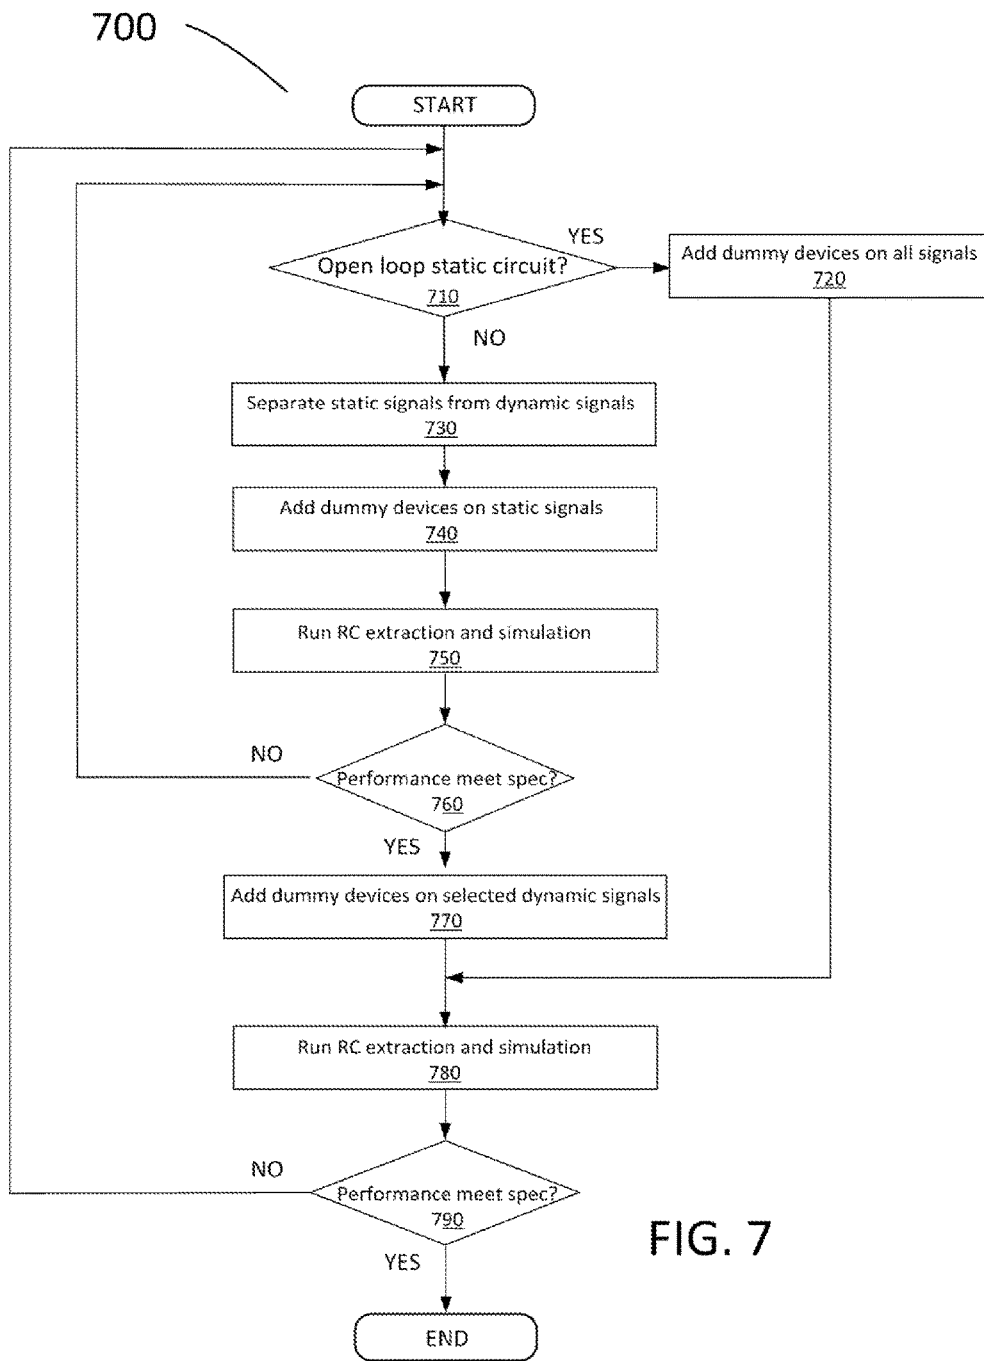 700
START
YES
Open loop static circuit?
710
Add dummy devices on all signals
720
NO
Separate static signals from dynamic signals
730
Add dummy devices on static signals
740
Run RC extraction and simulation
750
NO
Performance meet spec?
760
YES
Add dummy devices on selected dynamic signals
770
Run RC extraction and simulation
780
NO
Performance meet spec?
790
YES
FIG. 7
END